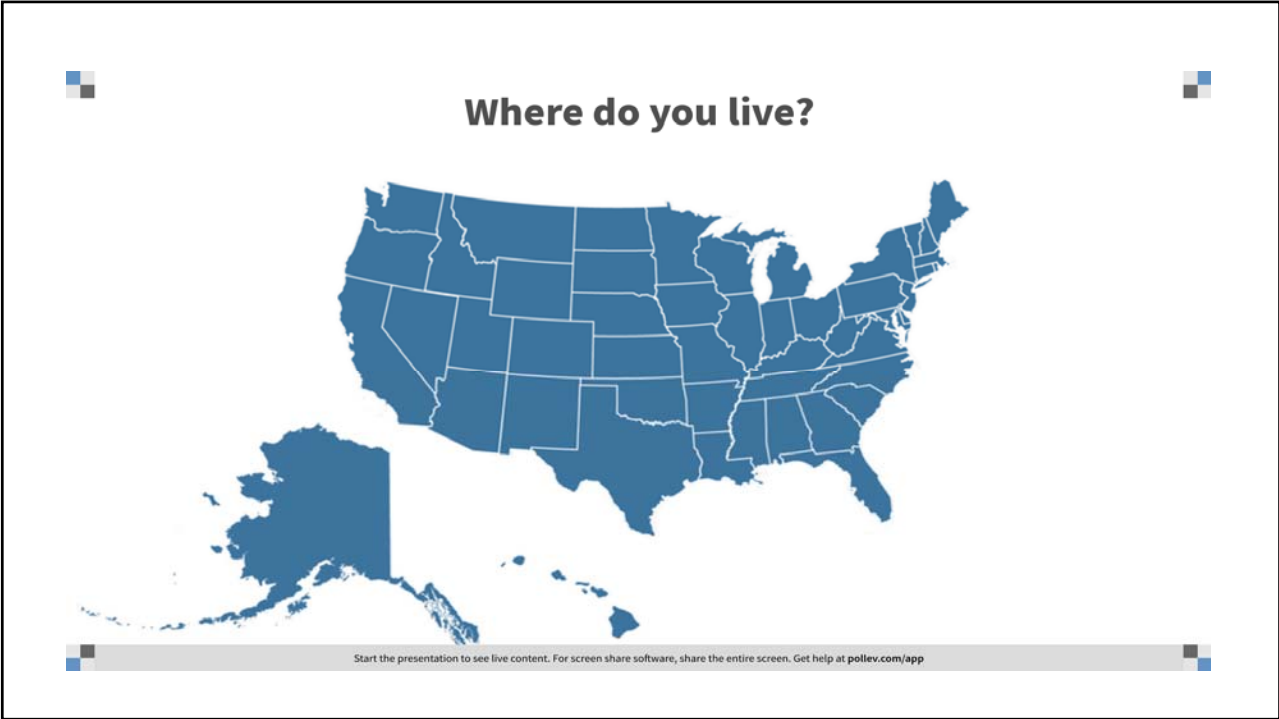 Where do you live?
Start the presentation to see live content. For screen share software, share the entire screen. Get help at pollev.com/app